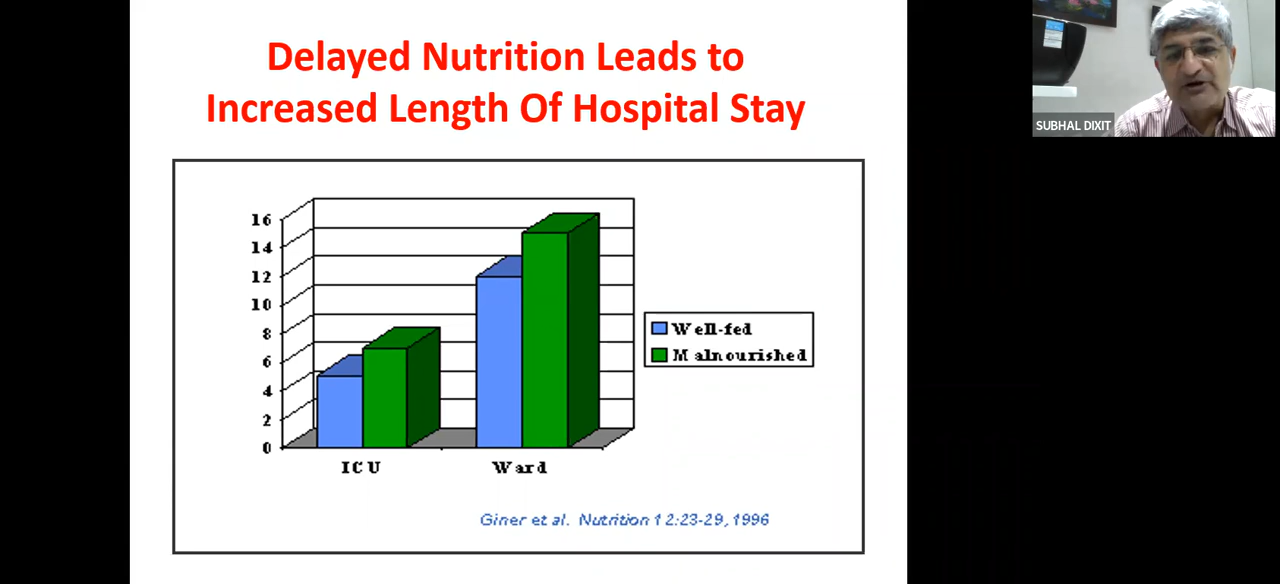 Delayed Nutrition Leads to
Increased Length Of Hospital Stay
SUBHAL DIXIT
16
14
12
10
8
6
4
2
0
ICU
Ward
Well-fed
Malnourished
Giner et al. Nutrition 12:23-29, 1996